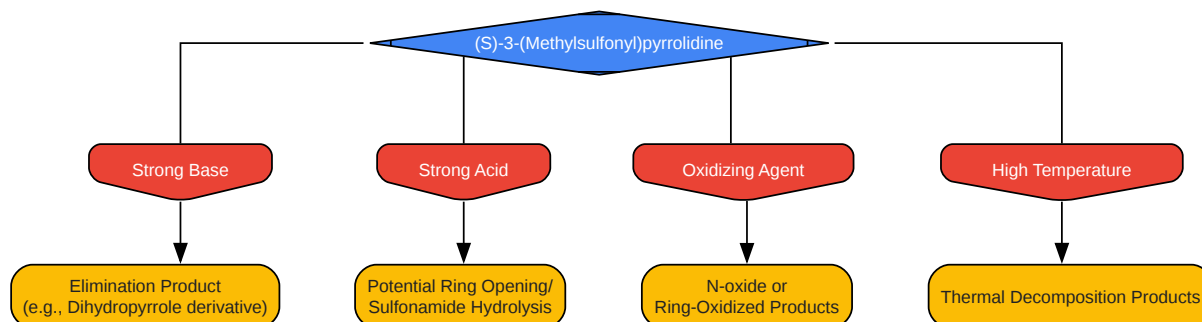 (S)-3-(Methylsulfonyl)pyrrolidine
Strong Base
Strong Acid
Oxidizing Agent
High Temperature
Elimination Product
(e.g., Dihydropyrrole derivative)
Potential Ring Opening/
Sulfonamide Hydrolysis
N-oxide or
Ring-Oxidized Products
Thermal Decomposition Products